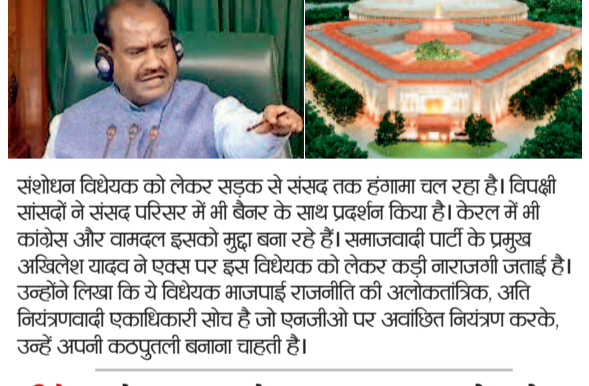 संशोधन विधेयक को लेकर सड़क से संसद तक हंगामा चल रहा है। विपक्षी
सांसदों ने संसद परिसर में भी बैनर के साथ प्रदर्शन किया है। केरल में भी
कांग्रेस और वामदल इसको मुद्दा बना रहे हैं। समाजवादी पार्टी के प्रमुख
अखिलेश यादव ने एक्स पर इस विधेयक को लेकर कड़ी नाराजगी जताई है।
उन्होंने लिखा कि ये विधेयक भाजपाई राजनीति की अलोकतांत्रिक, अति
नियंत्रणवादी एकाधिकारी सोच है जो एनजीओ पर अवांछित नियंत्रण करके,
उन्हें अपनी कठपुतली बनाना चाहती है।